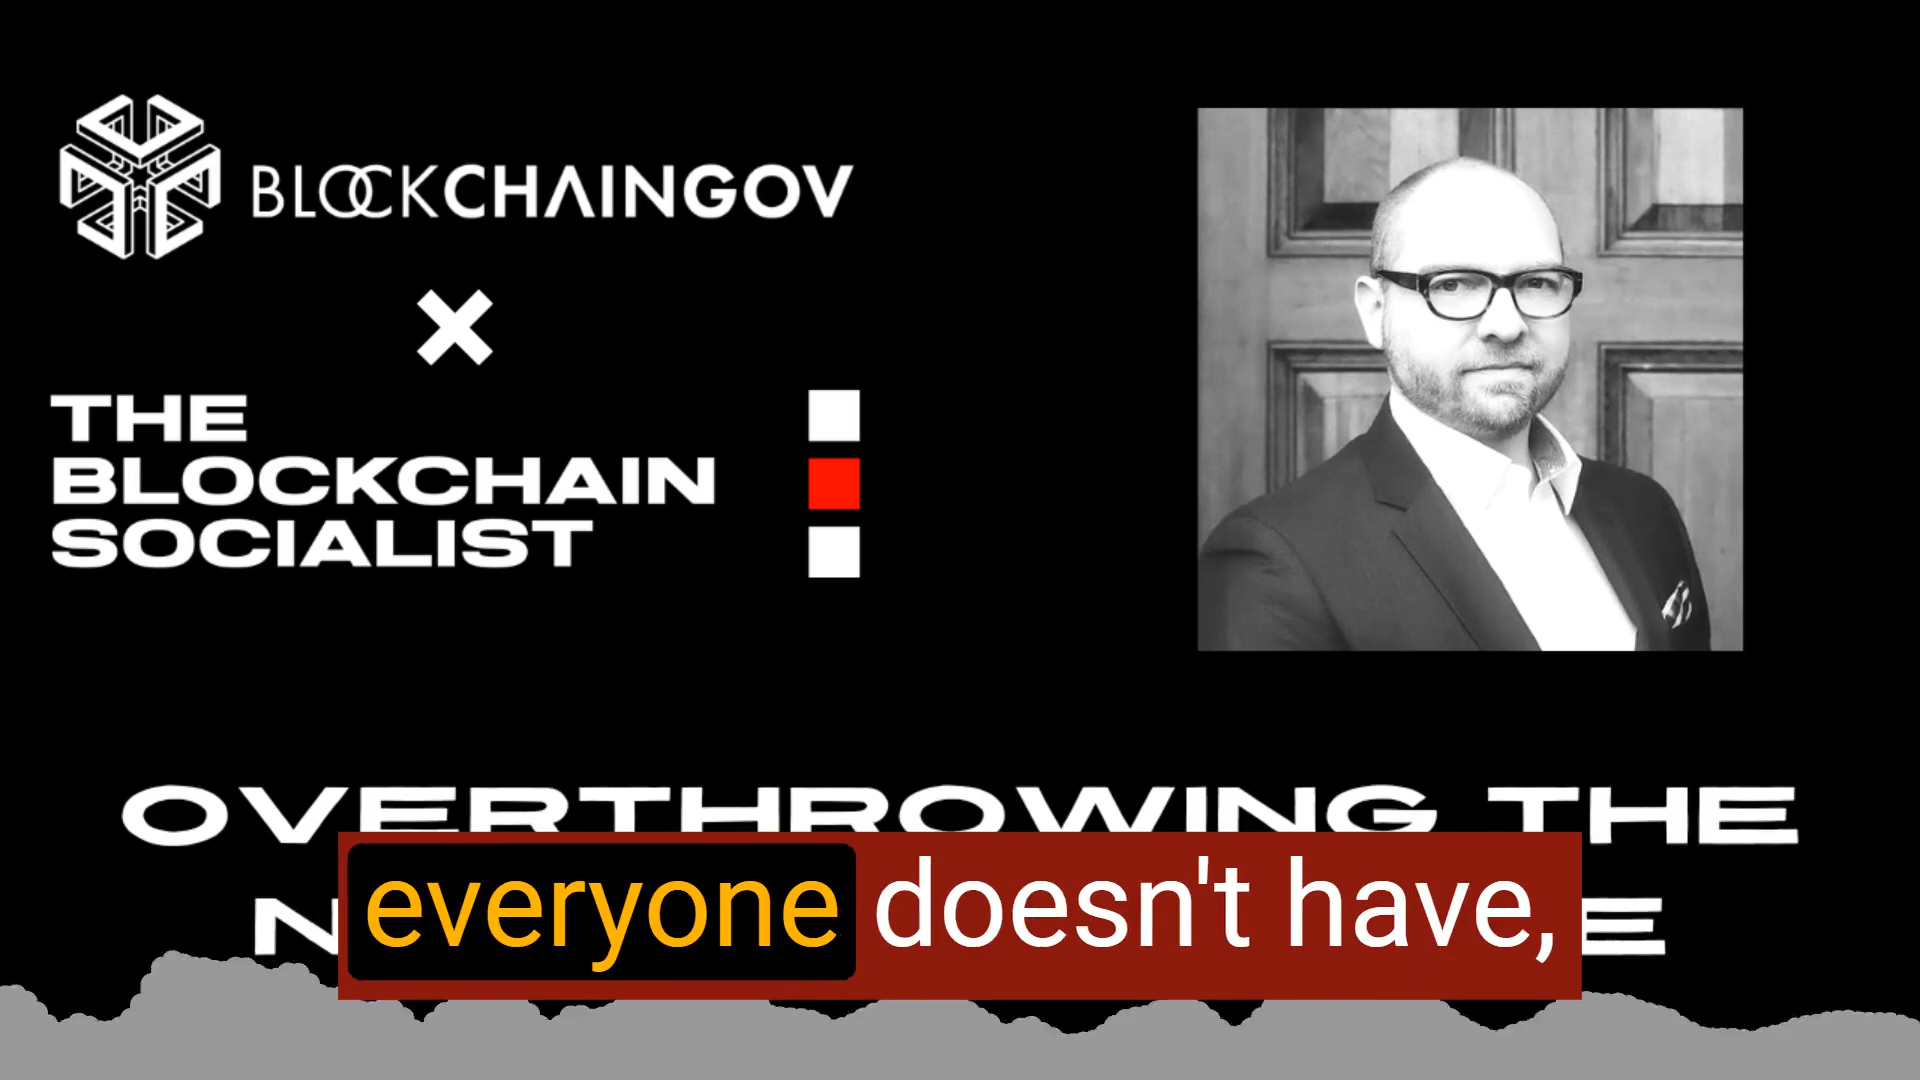 BLOCKCHAINGOV
THE
BLOCKCHAIN
SOCIALIST
OVERTHROWING THE
everyone doesn't have,